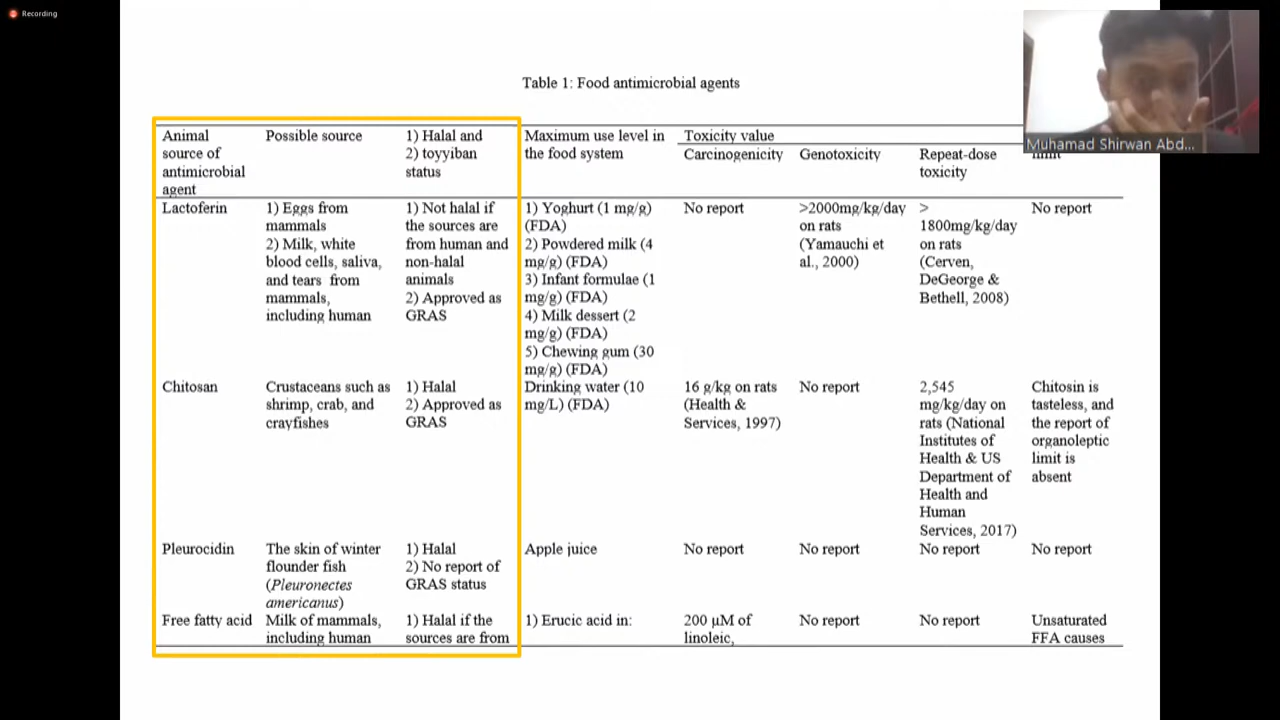 Recording
Muhamad Shirwan Abd...
Table 1: Food antimicrobial agents
Animal source of antimicrobial agent
Possible source
1) Halal and
2) toyyiban status
Maximum use level in the food system
Toxicity value
Carcinogenicity
Genotoxicity
Repeat-dose toxicity
Lactoferin
1) Eggs from
mammals
2) Milk, white
blood cells, saliva,
and tears from
mammals,
including human
1) Not halal if
the sources are
from human and
non-halal
animals
2) Approved as
GRAS
1) Yoghurt (1 mg/g)
(FDA)
2) Powdered milk (4
mg/g) (FDA)
3) Infant formulae (1
mg/g) (FDA)
4) Milk dessert (2
mg/g) (FDA)
5) Chewing gum (30
mg/g) (FDA)
No report
>2000mg/kg/day
on rats
(Yamauchi et
al., 2000)
>
1800mg/kg/day
on rats
(Cerven,
DeGeorge &
Bethell, 2008)
No report
Chitosan
Crustaceans such as
shrimp, crab, and
crayfishes
1) Halal
2) Approved as
GRAS
Drinking water (10
mg/L) (FDA)
16 g/kg on rats
(Health &
Services, 1997)
No report
2,545
mg/kg/day on
rats (National
Institutes of
Health & US
Department of
Health and
Human
Services, 2017)
Chitosin is
tasteless, and
the report of
organoleptic
limit is
absent
Pleurocidin
The skin of winter
flounder fish
(Pleuronectes
americanus)
1) Halal
2) No report of
GRAS status
Apple juice
No report
No report
No report
No report
Free fatty acid
Milk of mammals,
including human
1) Halal if the
sources are from
1) Erucic acid in:
200 µM of
linoleic,
No report
No report
Unsaturated
FFA causes